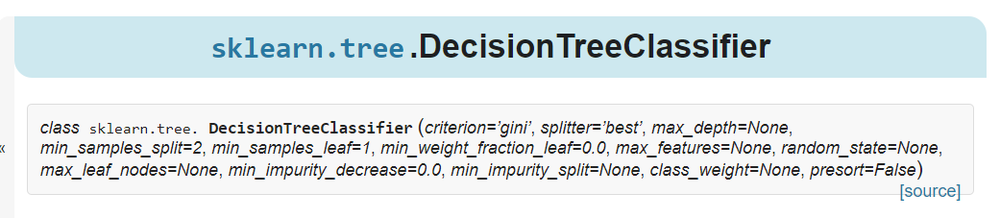 «
sklearn.tree.DecisionTreeClassifier
class sklearn.tree. DecisionTreeClassifier (criterion=’gini’, splitter=’best’, max_depth=None,
min_samples_split=2, min_samples_leaf=1, min_weight_fraction_leaf=0.0, max_features=None, random_state=None,
max_leaf_nodes=None, min_impurity_decrease=0.0, min_impurity_split=None, class_weight=None, presort=False)
[source]